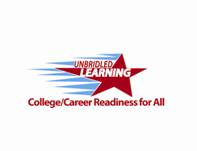 UNBRIDLED
LEARNING
College/Career Readiness for All